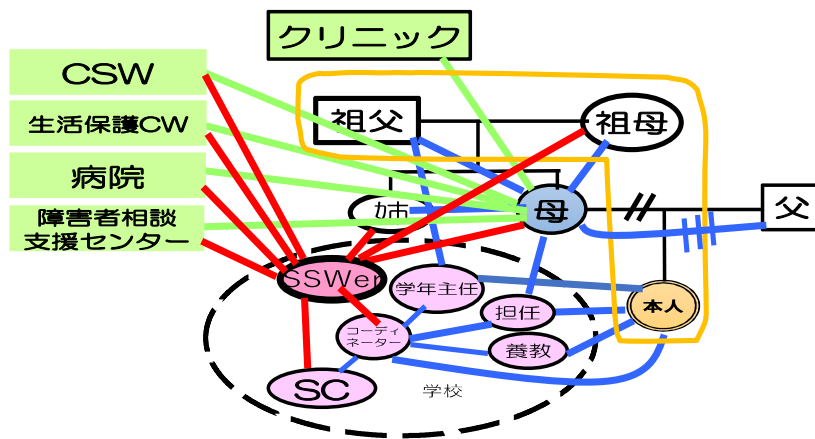 クリニック
CSW
生活保護CW
病院
障害者相談
支援センター
祖父
祖母
姉
母
父
SSWer
学年主任
本人
担任
コーディ
ネーター
養教
SC
学校